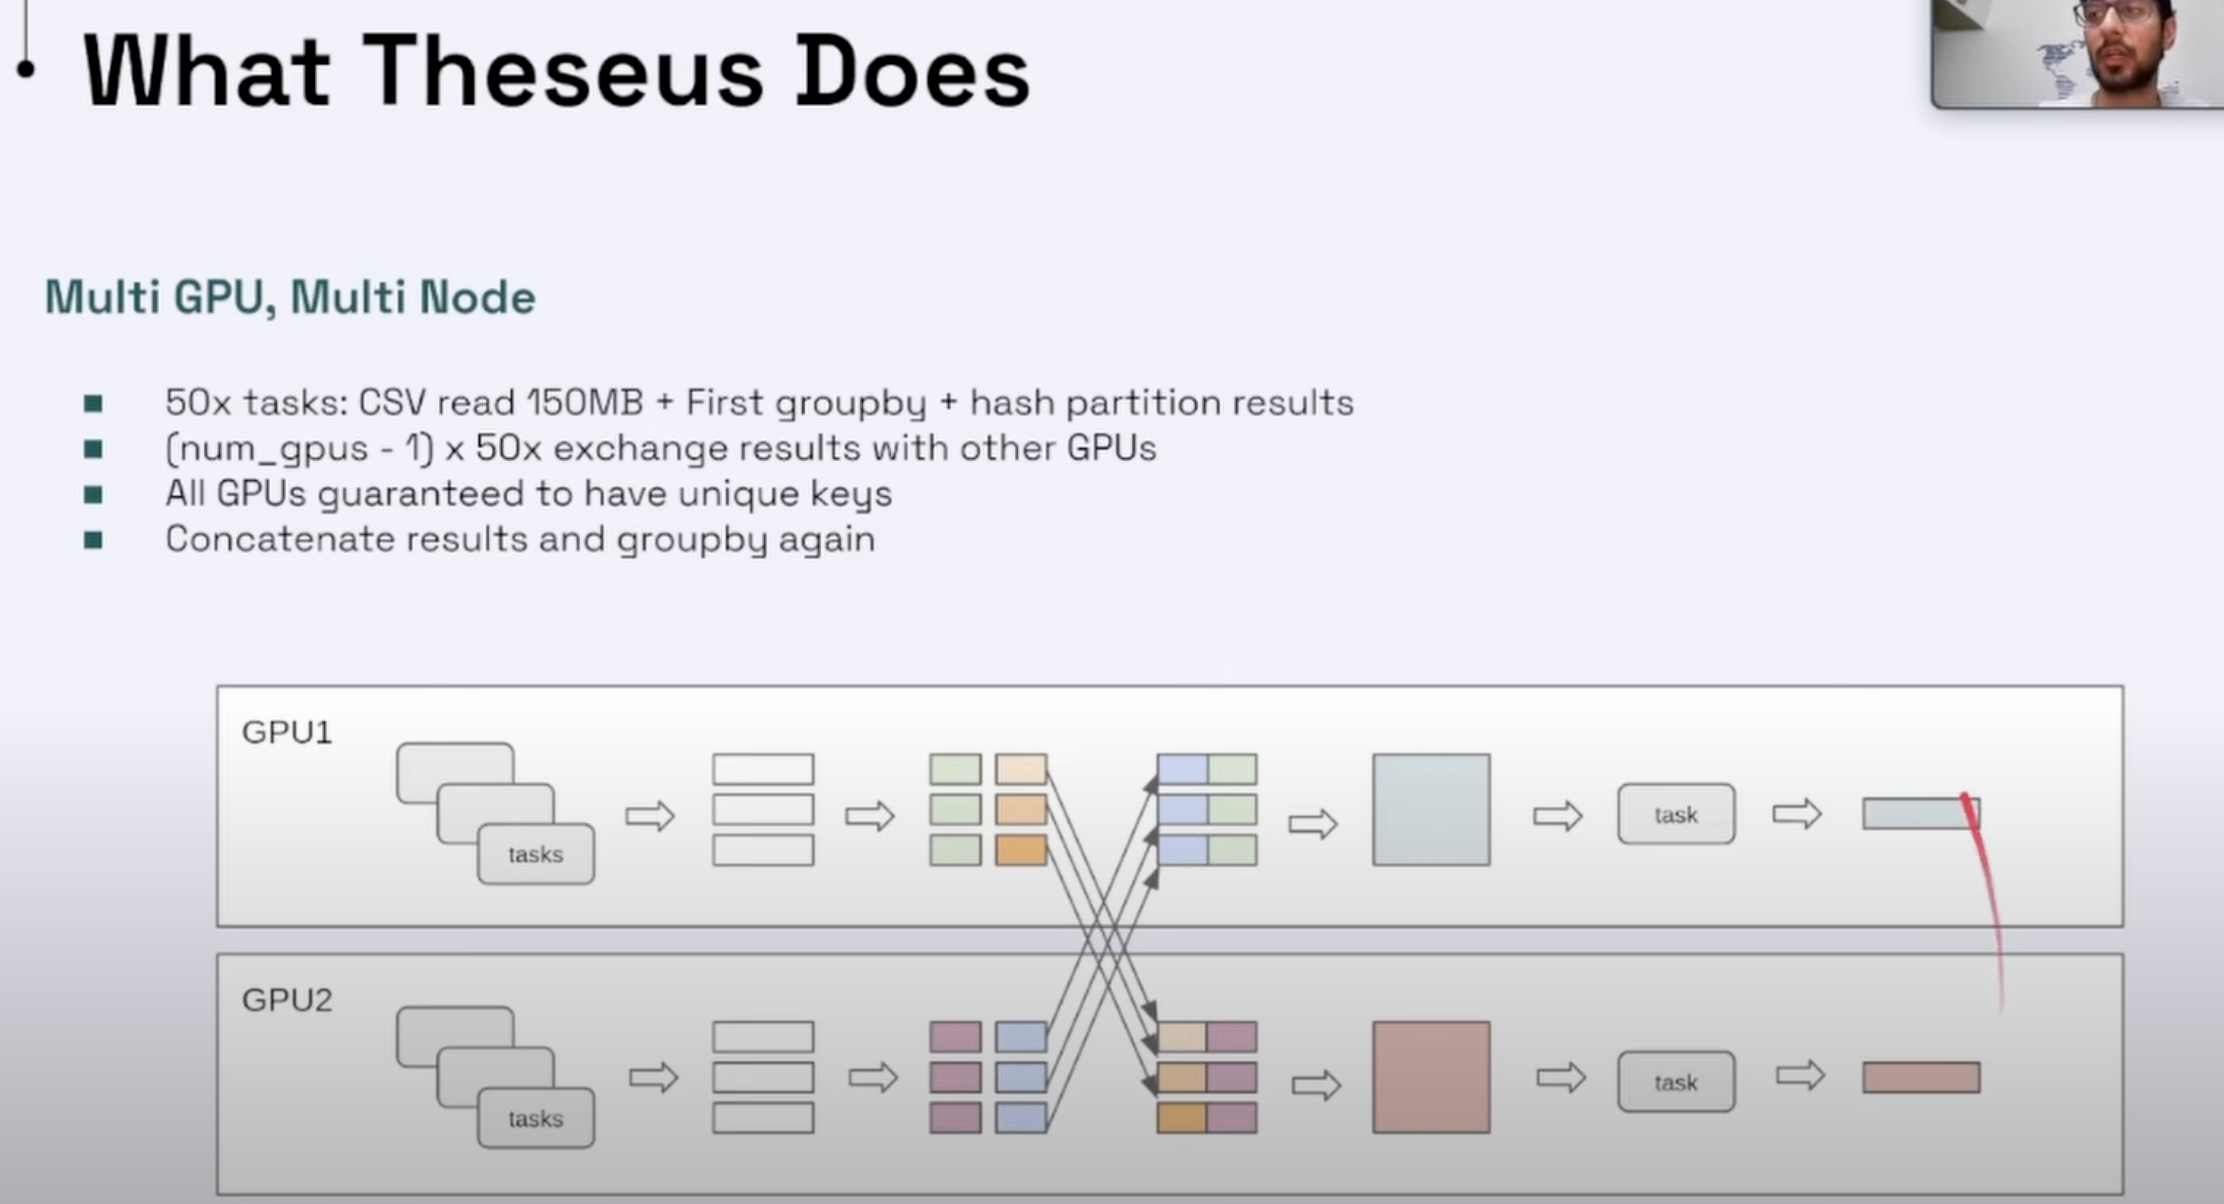 What Theseus Does
Multi GPU, Multi Node
50x tasks: CSV read 150MB + First groupby + hash partition results
(num_gpus - 1) x 50x exchange results with other GPUs
All GPUs guaranteed to have unique keys
Concatenate results and groupby again
GPU1
tasks
task
GPU2
tasks
task